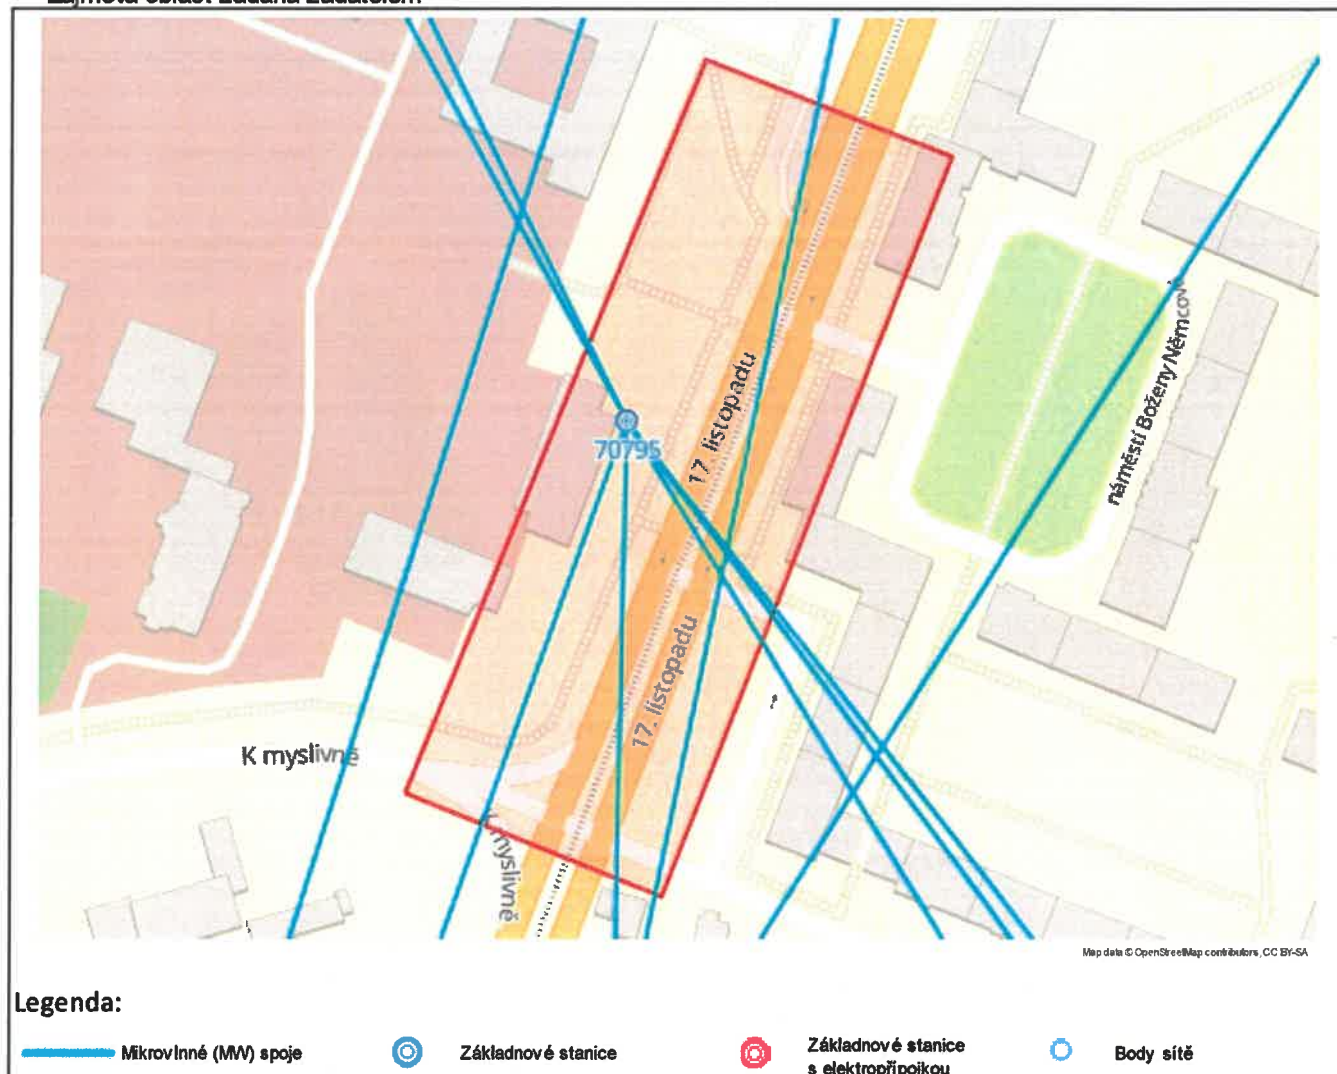 17. listopadu
náměstí Boženy Němcové
70795
17. listopadu
K myslivně
K myslivně
Map data © OpenStreetMap contributors, CC BY-SA
Legenda:
Mikrovlnné (MW) spoje
Základnové stanice
Základnové stanice
s elektropřípojkou
Body sítě